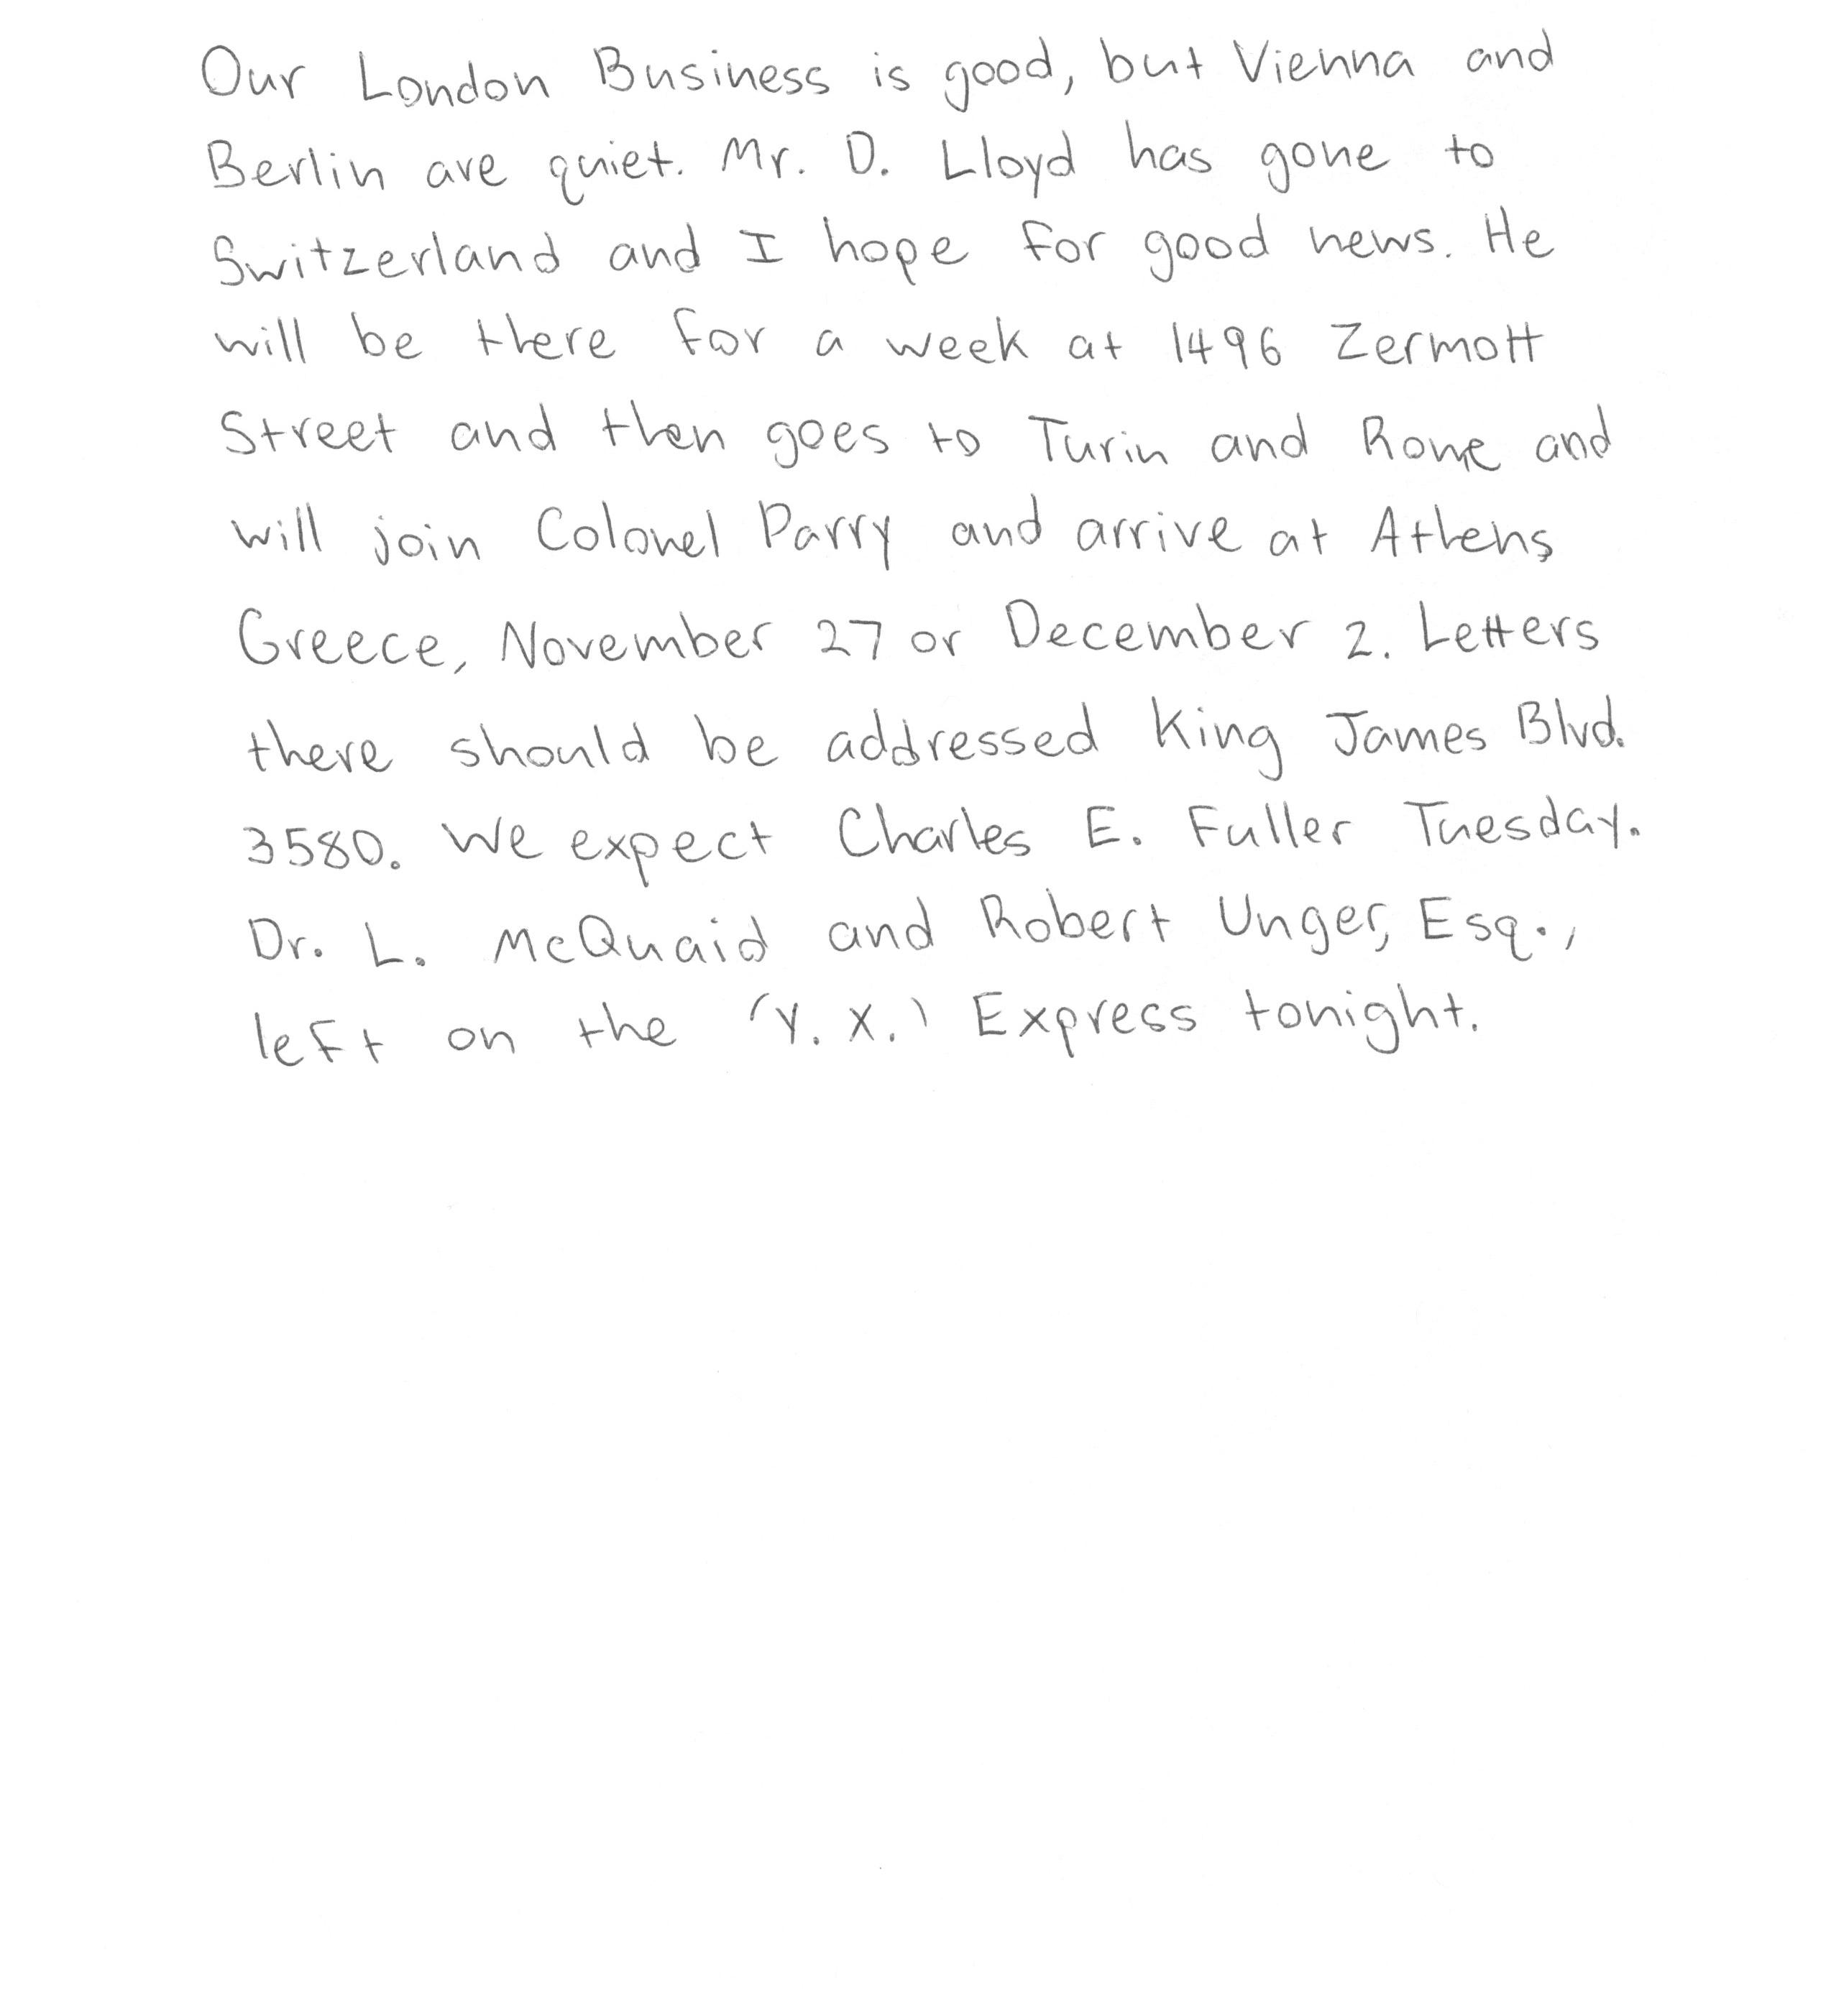 Our London Business is good, but Vienna and
Berlin are quiet. Mr. D. Lloyd has gone to
Switzerland and I hope for good news. He
will be there for a week at 1496 Zermott
Street and then goes to Turin and Rome and
will join Colonel Parry and arrive at Athens
Greece, November 27 or December 2. Letters
there should be addressed King James Blvd.
3580. We expect Charles E. Fuller Tuesday.
Dr. L. McQuaid and Robert Unger, Esq.,
left on the (Y. X.) Express tonight.